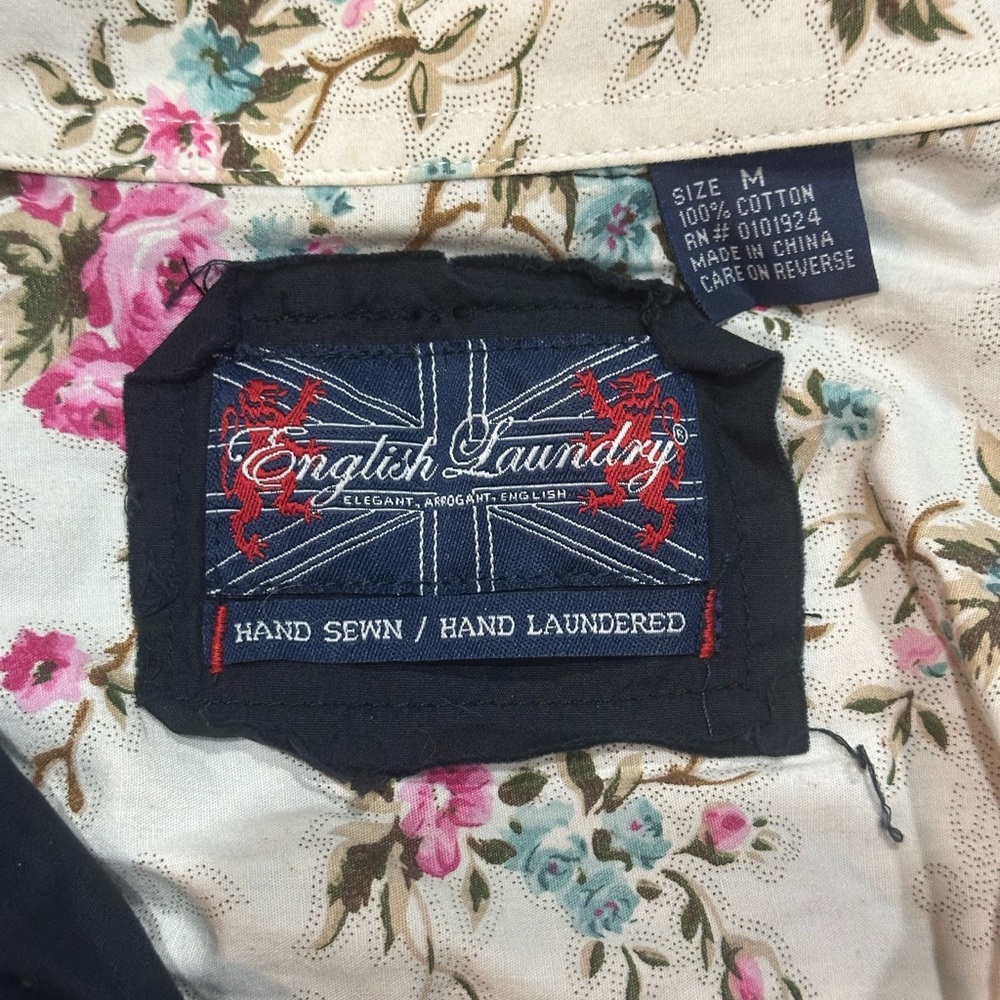 SIZE M
100% COTTON
RN# 0101924
MADE IN CHINA
CARE ON REVERSE
English Laundry®
ELEGANT, ARROGANT, ENGLISH
HAND SEWN / HAND LAUNDERED